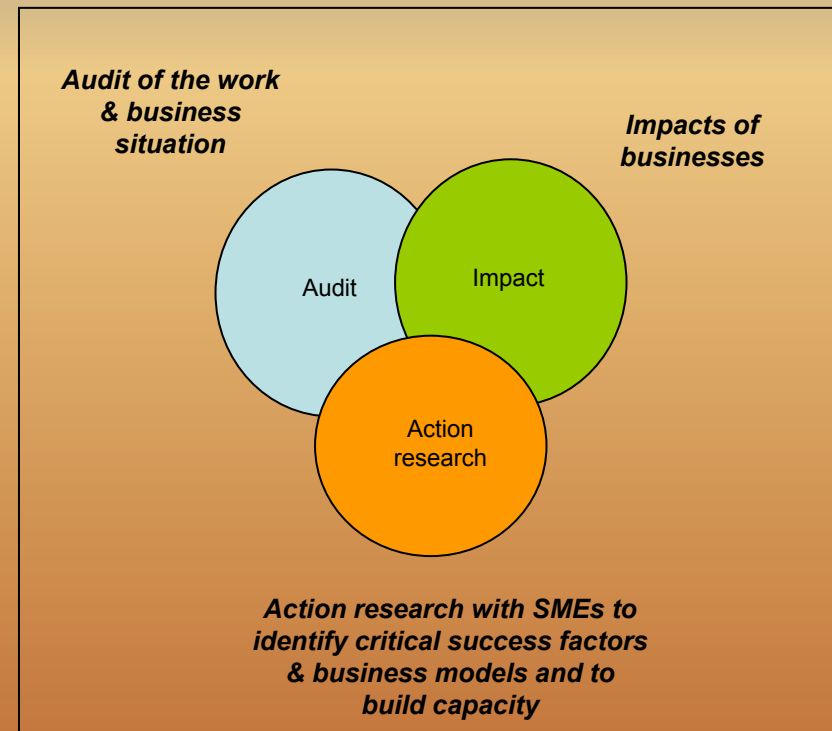 Audit of the work
& business
situation
Impacts of
businesses
Audit
Impact
Action
research
Action research with SMEs to
identify critical success factors
& business models and to
build capacity